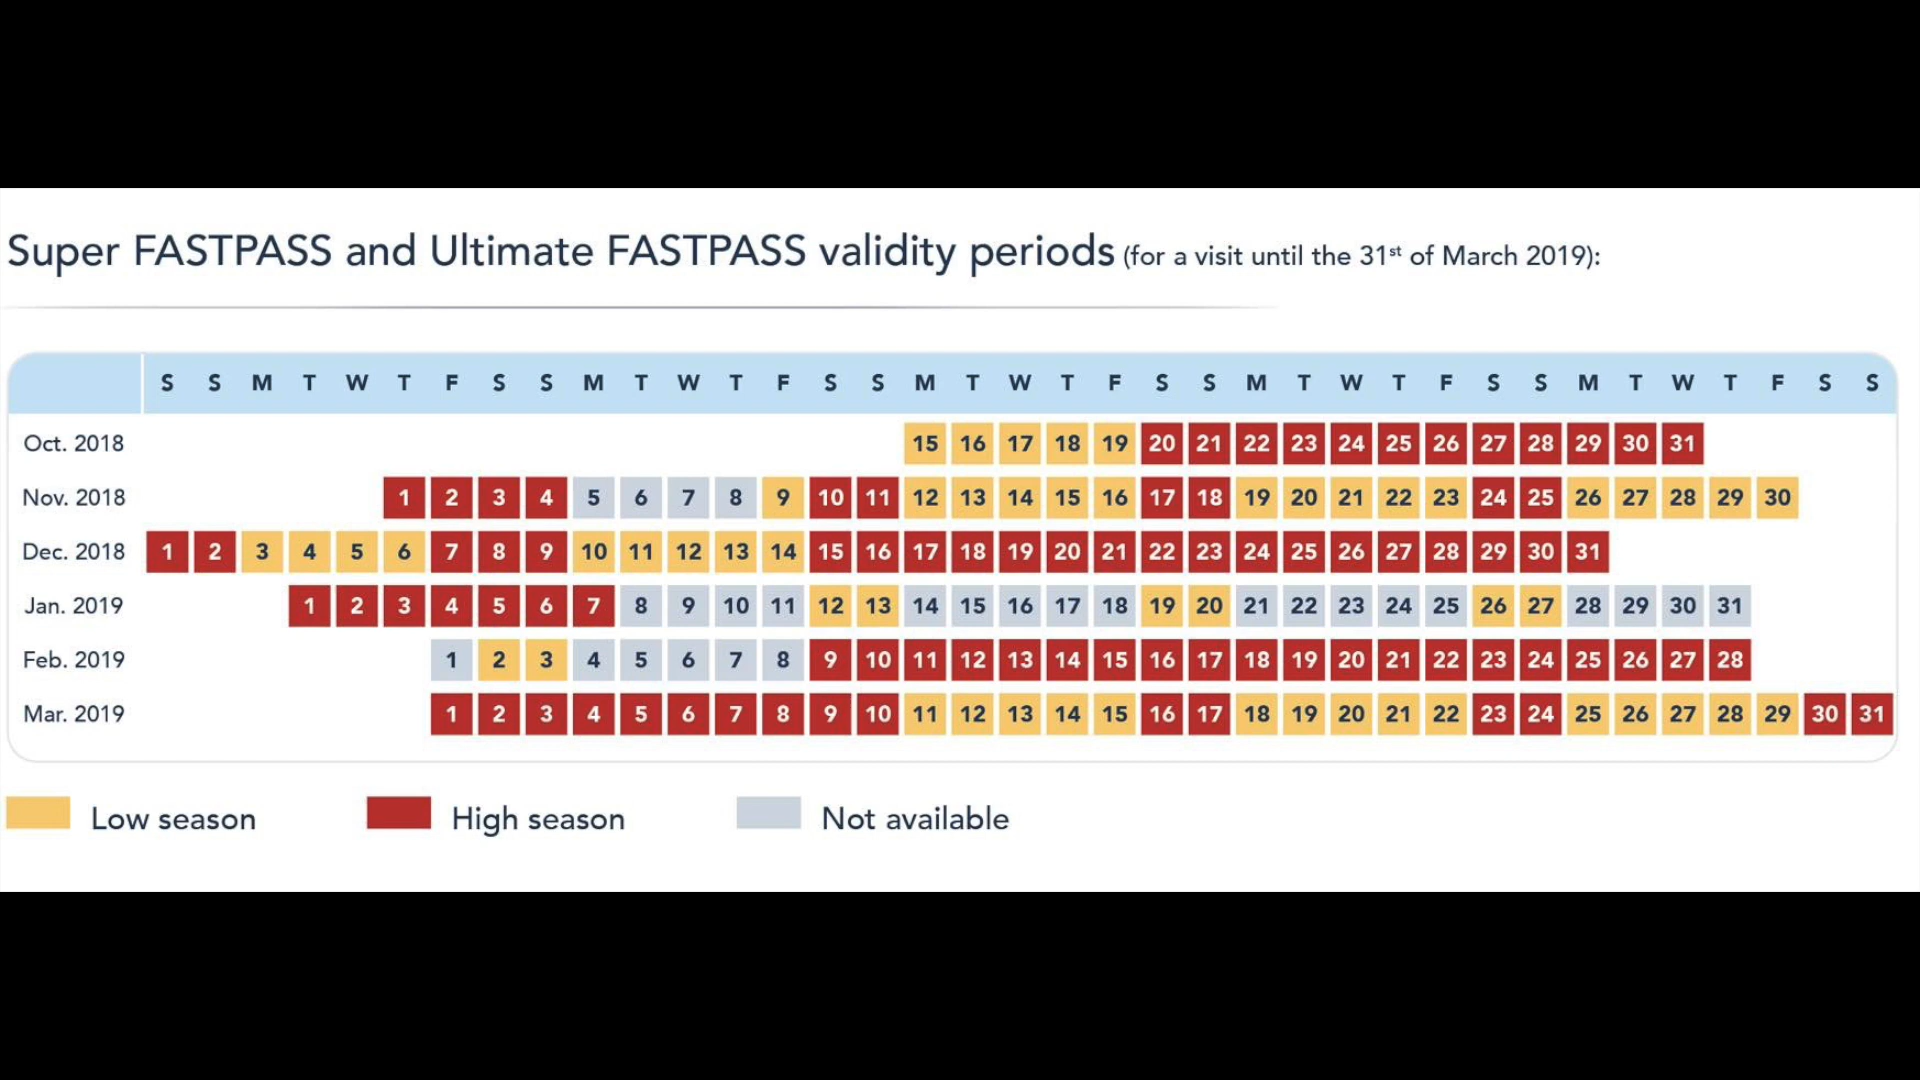 Super FASTPASS and Ultimate FASTPASS validity periods (for a visit until the 31st of March 2019):
S S M T W T F S S M T W T F S S M T W T F S S M T W T F S S M T W T F S S
Oct. 2018 15 16 17 18 19 20 21 22 23 24 25 26 27 28 29 30 31
Nov. 2018 1 2 3 4 5 6 7 8 9 10 11 12 13 14 15 16 17 18 19 20 21 22 23 24 25 26 27 28 29 30
Dec. 2018 1 2 3 4 5 6 7 8 9 10 11 12 13 14 15 16 17 18 19 20 21 22 23 24 25 26 27 28 29 30 31
Jan. 2019 1 2 3 4 5 6 7 8 9 10 11 12 13 14 15 16 17 18 19 20 21 22 23 24 25 26 27 28 29 30 31
Feb. 2019 1 2 3 4 5 6 7 8 9 10 11 12 13 14 15 16 17 18 19 20 21 22 23 24 25 26 27 28
Mar. 2019 1 2 3 4 5 6 7 8 9 10 11 12 13 14 15 16 17 18 19 20 21 22 23 24 25 26 27 28 29 30 31
Low season High season Not available